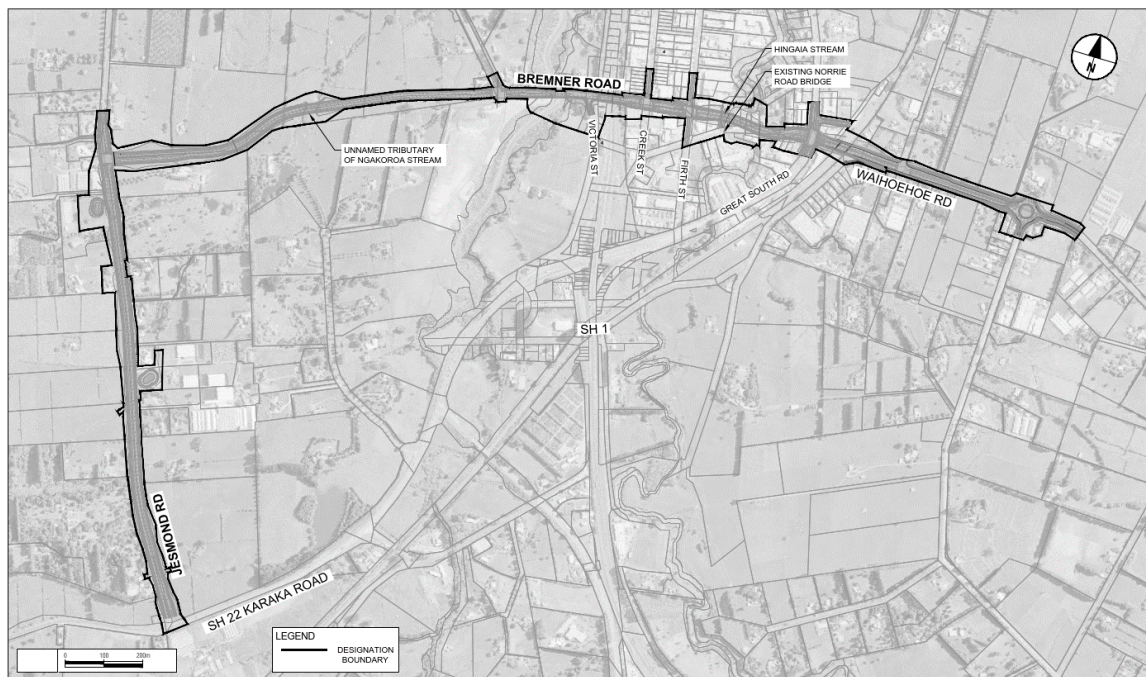 HINGAIA STREAM
EXISTING NORRIE
ROAD BRIDGE
N
BREMNER ROAD
UNNAMED TRIBUTARY
OF NGAKOROA STREAM
VICTORIA ST
CREEK ST
FIRTH ST
GREAT SOUTH RD
WAIHOEHOE RD
SH 1
JESMOND RD
SH 22 KARAKA ROAD
LEGEND
DESIGNATION
BOUNDARY
0 100 200m